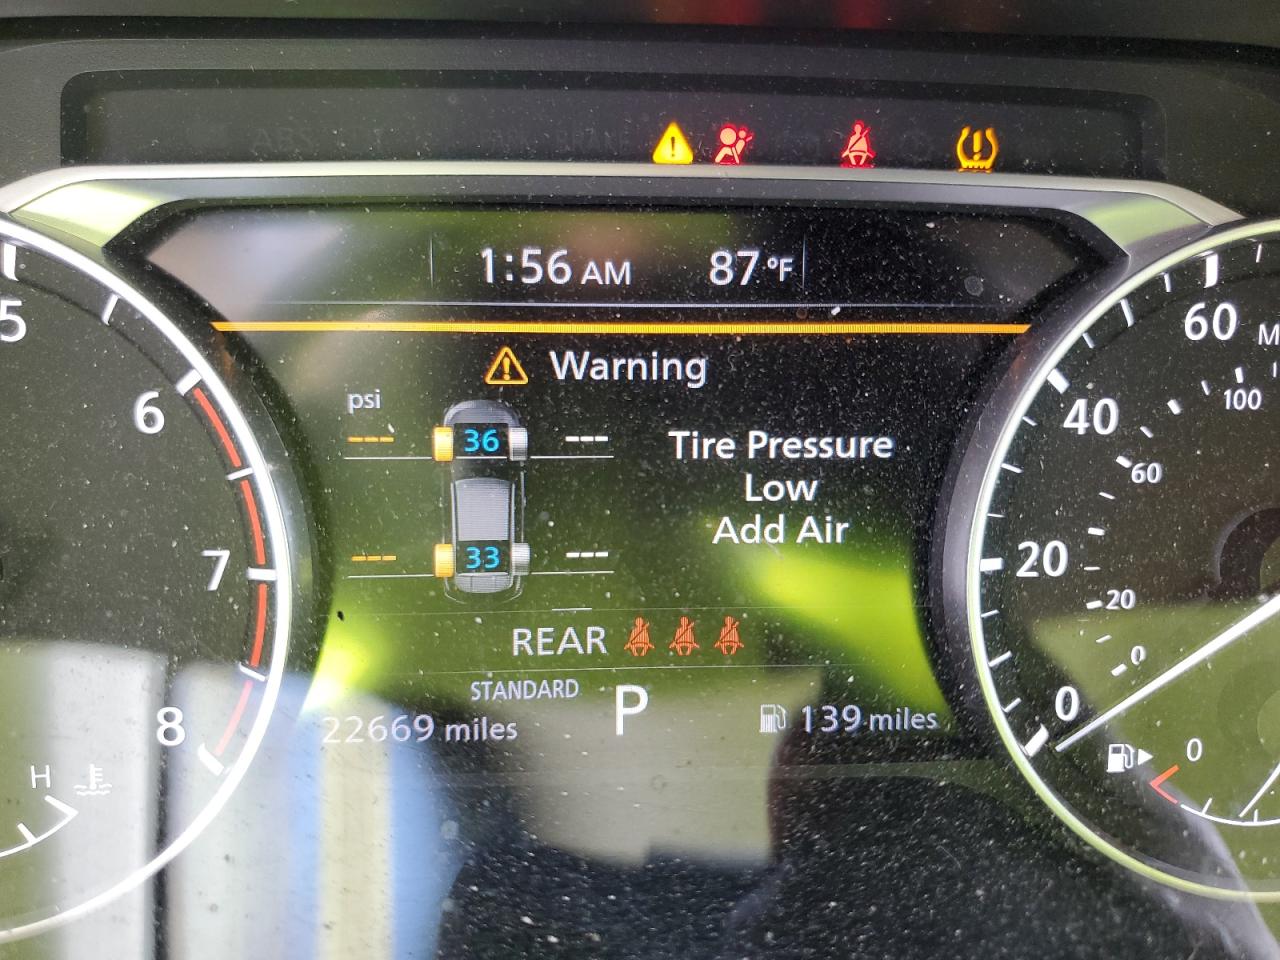 1:56 AM 87°F
Warning
psi
--- 36 ---
Tire Pressure
Low
Add Air
--- 33 ---
REAR
STANDARD
P
22669 miles
139 miles
5
6
7
8
H
60
40
20
0
100
60
20
0
0